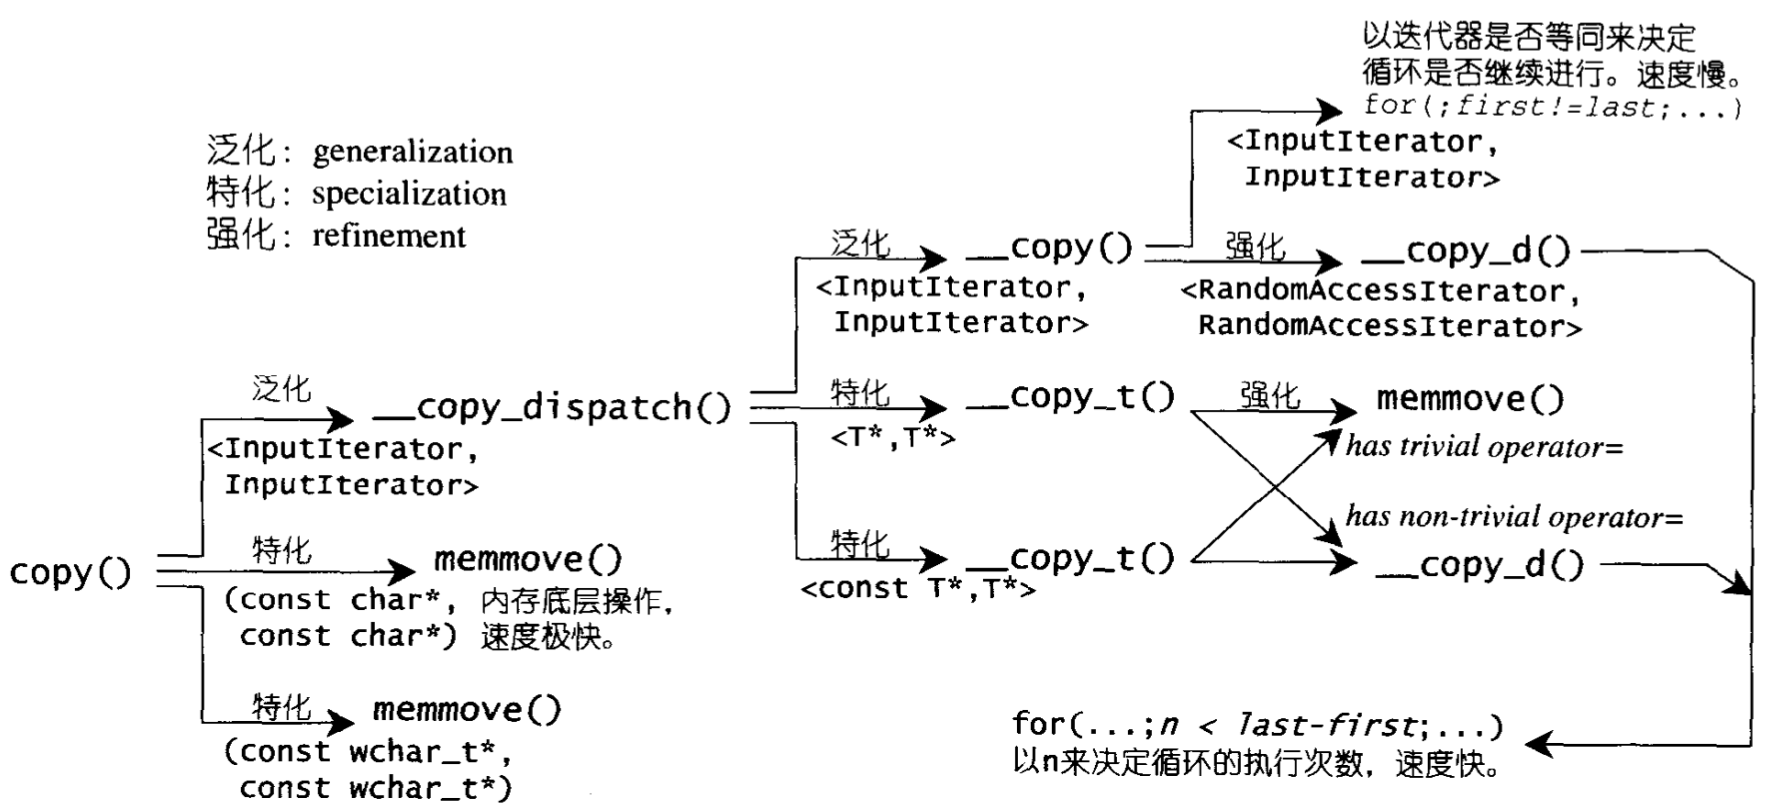 以迭代器是否等同来决定
循环是否继续进行。速度慢。
for(;first!=last;...)
<InputIterator,
InputIterator>
泛化：generalization
特化：specialization
强化：refinement
泛化
__copy()
<InputIterator,
InputIterator>
强化
__copy_d()
<RandomAccessIterator,
RandomAccessIterator>
泛化
__copy_dispatch()
<InputIterator,
InputIterator>
特化
__copy_t()
<T*,T*>
强化
memmove()
has trivial operator=
has non-trivial operator=
特化
__copy_t()
<const T*,T*>
__copy_d()
copy()
特化
memmove()
(const char*, 内存底层操作,
const char*) 速度极快。
特化
memmove()
(const wchar_t*,
const wchar_t*)
for(...;n < last-first;...)
以n来决定循环的执行次数，速度快。